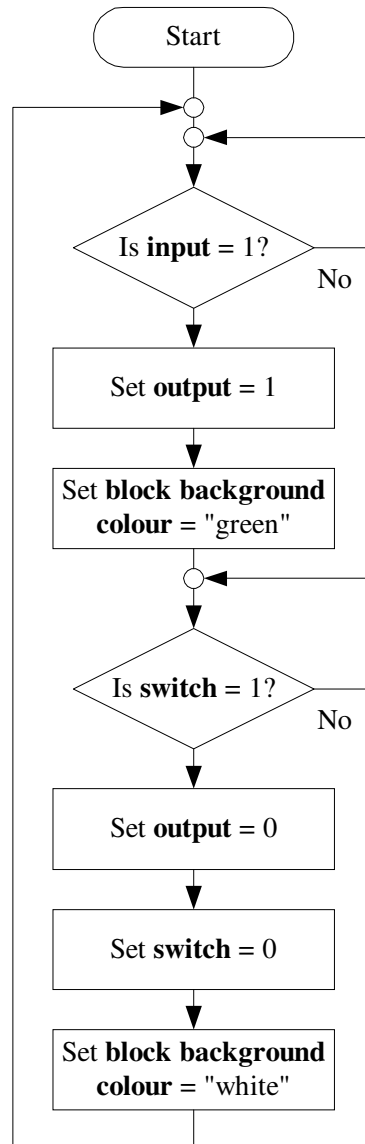 Start
Is input = 1?
No
Set output = 1
Set block background
colour = "green"
Is switch = 1?
No
Set output = 0
Set switch = 0
Set block background
colour = "white"